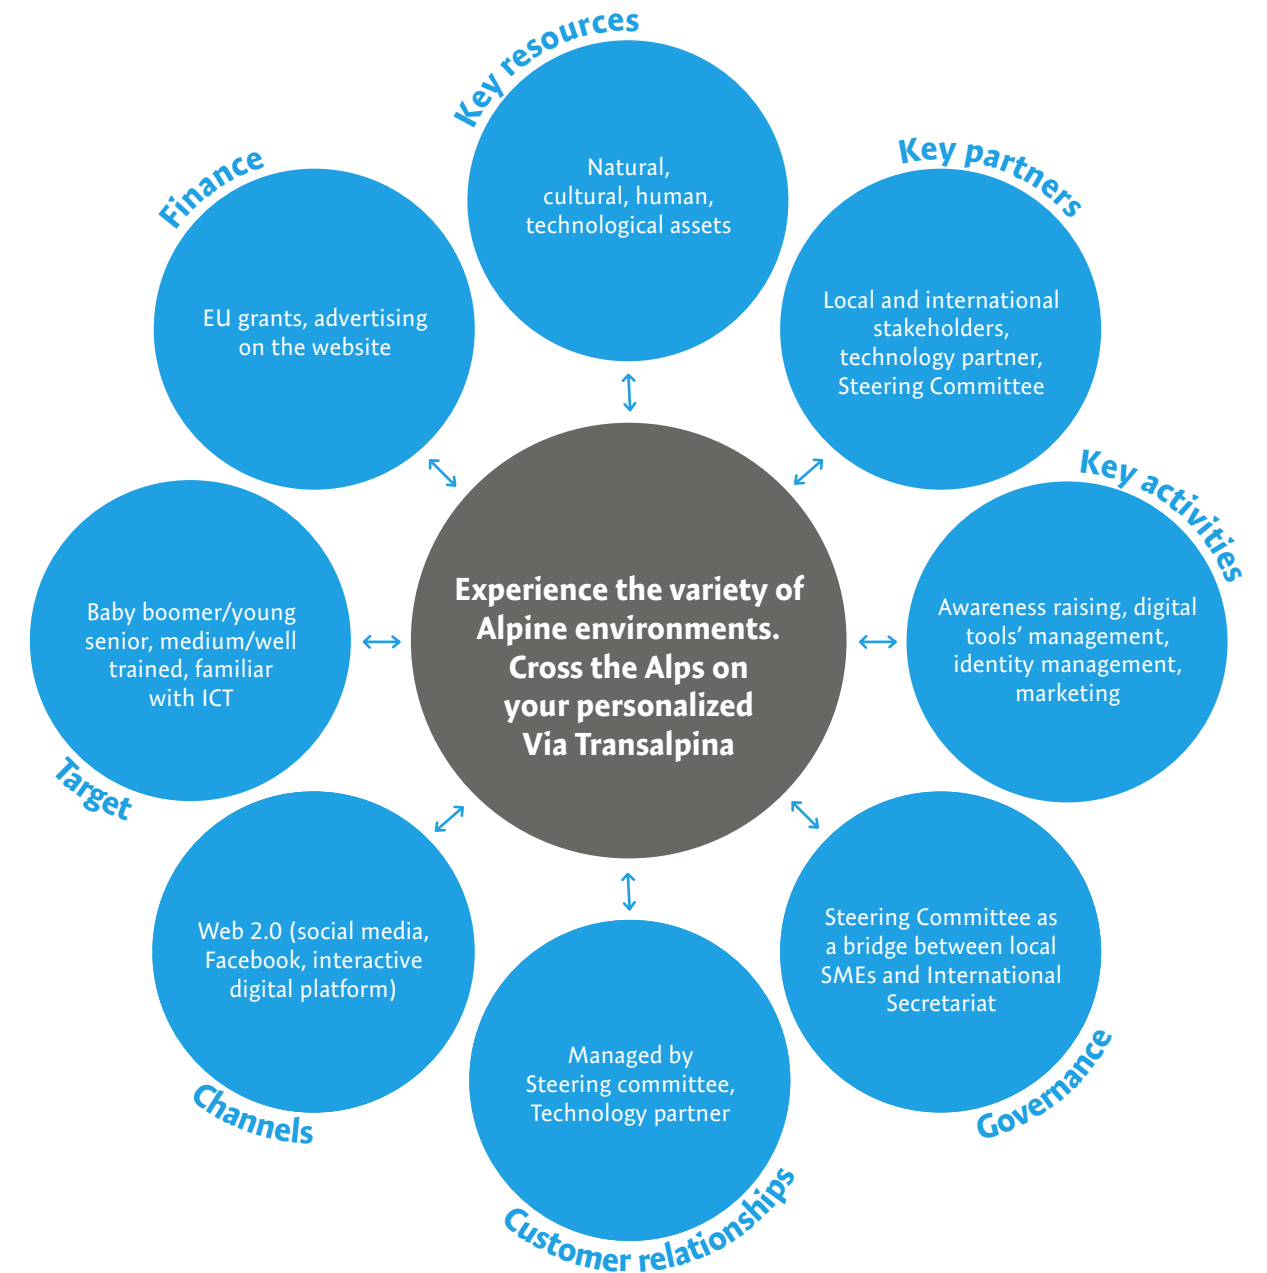 Key resources
Natural,
cultural, human,
technological assets
Key partners
Local and international
stakeholders,
technology partner,
Steering Committee
Key activities
Awareness raising, digital
tools’ management,
identity management,
marketing
Governance
Steering Committee as
a bridge between local
SMEs and International
Secretariat
Customer relationships
Managed by
Steering committee,
Technology partner
Channels
Web 2.0 (social media,
Facebook, interactive
digital platform)
Target
Baby boomer/young
senior, medium/well
trained, familiar
with ICT
Finance
EU grants, advertising
on the website
Experience the variety of
Alpine environments.
Cross the Alps on
your personalized
Via Transalpina